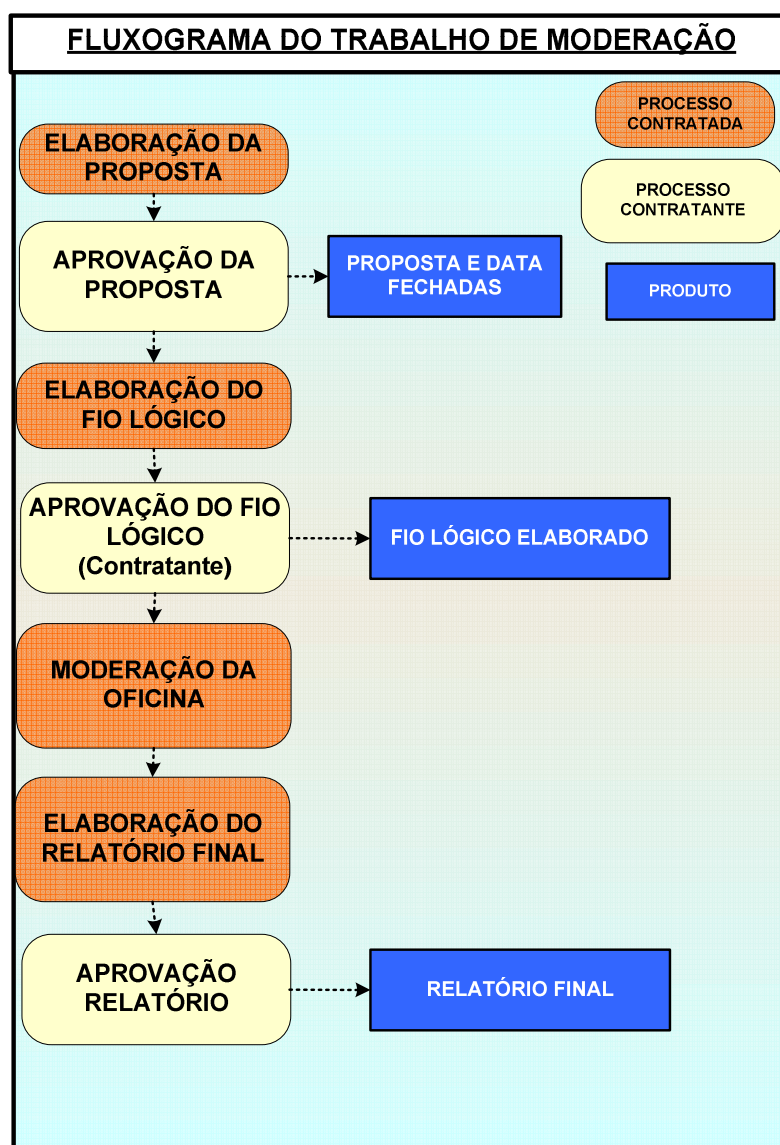 FLUXOGRAMA DO TRABALHO DE MODERAÇÃO
PROCESSO
CONTRATADA
PROCESSO
CONTRATANTE
PRODUTO
ELABORAÇÃO DA
PROPOSTA
APROVAÇÃO DA
PROPOSTA
PROPOSTA E DATA
FECHADAS
ELABORAÇÃO DO
FIO LÓGICO
APROVAÇÃO DO FIO
LÓGICO
(Contratante)
FIO LÓGICO ELABORADO
MODERAÇÃO DA
OFICINA
ELABORAÇÃO DO
RELATÓRIO FINAL
APROVAÇÃO
RELATÓRIO
RELATÓRIO FINAL